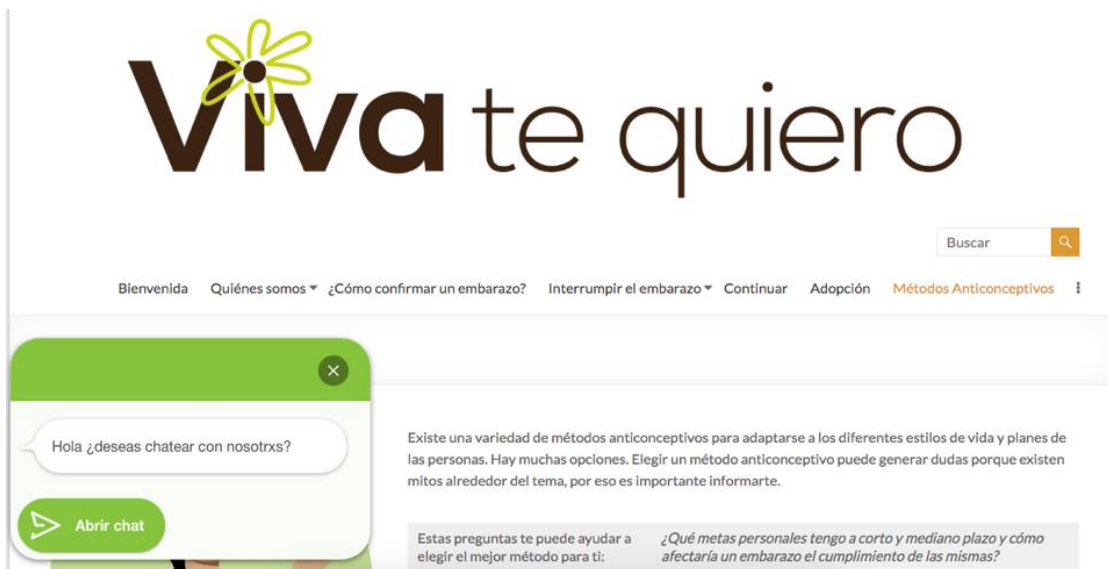 Viva te quiero
Buscar
Bienvenida Quiénes somos ¿Cómo confirmar un embarazo? Interrumpir el embarazo Continuar Adopción Métodos Anticonceptivos
Hola ¿deseas chatear con nosotrxs?
Abrir chat
Existe una variedad de métodos anticonceptivos para adaptarse a los diferentes estilos de vida y planes de
las personas. Hay muchas opciones. Elegir un método anticonceptivo puede generar dudas porque existen
mitos alrededor del tema, por eso es importante informarte.
Estas preguntas te puede ayudar a
elegir el mejor método para ti:
¿Qué metas personales tengo a corto y mediano plazo y cómo
afectaría un embarazo el cumplimiento de las mismas?